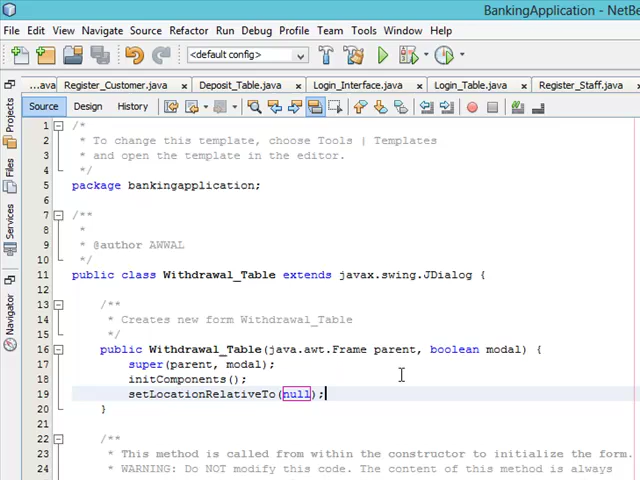 BankingApplication - NetBe
File Edit View Navigate Source Refactor Run Debug Profile Team Tools Window Help
<default config>
...ava Register_Customer.java Deposit_Table.java Login_Interface.java Login_Table.java Register_Staff.java
Source Design History
Projects
Files
Services
Navigator
1 /*
2 * To change this template, choose Tools | Templates
3 * and open the template in the editor.
4 */
5 package bankingapplication;
6
7 /**
8 *
9 * @author AWWAL
10 */
11 public class Withdrawal_Table extends javax.swing.JDialog {
12
13 /**
14 * Creates new form Withdrawal_Table
15 */
16 public Withdrawal_Table(java.awt.Frame parent, boolean modal) {
17 super(parent, modal);
18 initComponents();
19 setLocationRelativeTo(null);
20 }
21
22 /**
23 * This method is called from within the constructor to initialize the form.
24 * WARNING: Do NOT modify this code. The content of this method is always